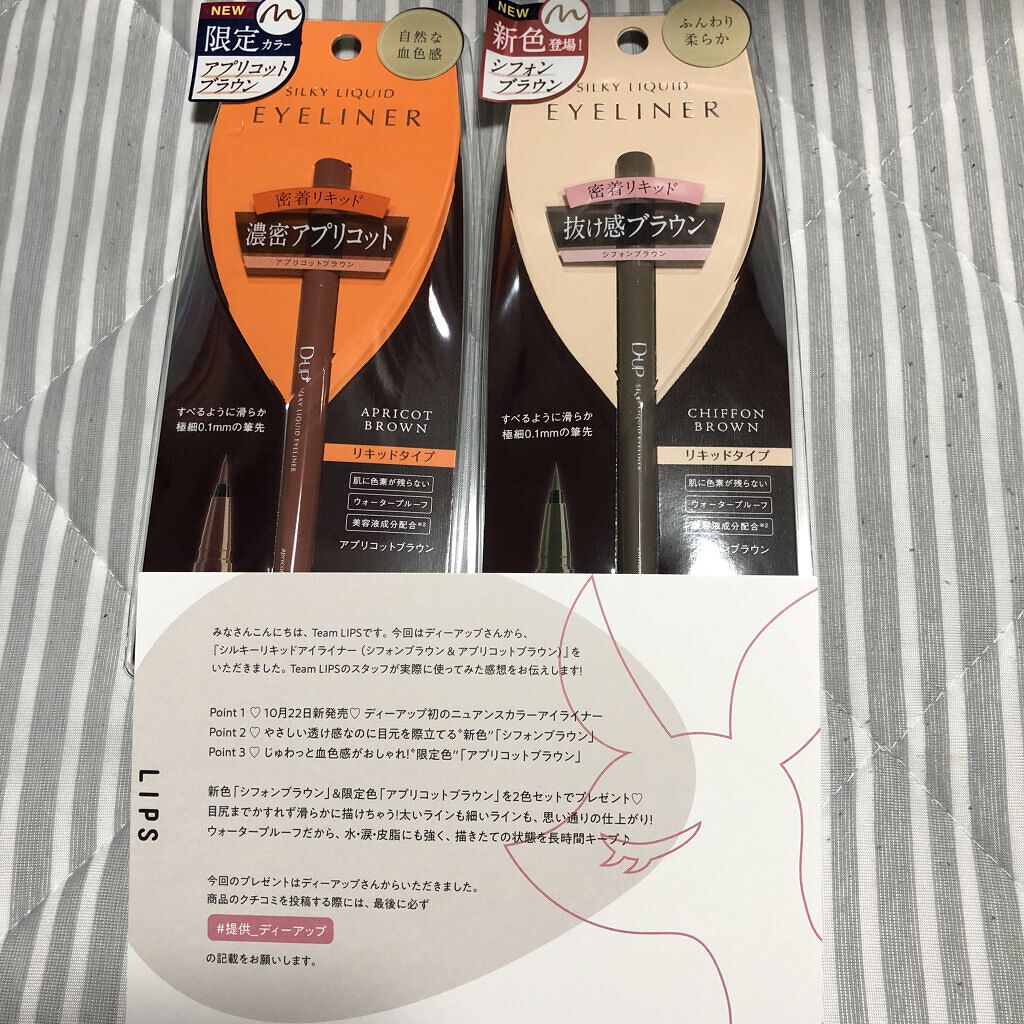 NEW
限定カラー
アプリコット
ブラウン
自然な
血色感
SILKY LIQUID
EYELINER
密着リキッド
濃密アプリコット
アプリコットブラウン
D-UP
SILKY LIQUID EYELINER
すべるように滑らか
極細0.1mmの筆先
APRICOT
BROWN
リキッドタイプ
肌に色素が残らない
ウォータープルーフ
美容液成分配合※2
アプリコットブラウン
NEW
新色登場!
シフォン
ブラウン
ふんわり
柔らか
SILKY LIQUID
EYELINER
密着リキッド
抜け感ブラウン
シフォンブラウン
D-UP
SILKY LIQUID EYELINER
すべるように滑らか
極細0.1mmの筆先
CHIFFON
BROWN
リキッドタイプ
肌に色素が残らない
ウォータープルーフ
美容液成分配合※2
ブラウン
みなさんこんにちは、Team LIPSです。今回はディーアップさんから、
『シルキーリキッドアイライナー（シフォンブラウン & アプリコットブラウン）』を
いただきました。Team LIPSのスタッフが実際に使ってみた感想をお伝えします!
Point 1 ♡ 10月22日新発売♡ ディーアップ初のニュアンスカラーアイライナー
Point 2 ♡ やさしい透け感なのに目元を際立てる"新色"「シフォンブラウン」
Point 3 ♡ じゅわっと血色感がおしゃれ!"限定色"「アプリコットブラウン」
新色「シフォンブラウン」&限定色「アプリコットブラウン」を2色セットでプレゼント♡
目尻までかすれず滑らかに描けちゃう!太いラインも細いラインも、思い通りの仕上がり!
ウォータープルーフだから、水・涙・皮脂にも強く、描きたての状態を長時間キープ♪
LIPS
今回のプレゼントはディーアップさんからいただきました。
商品のクチコミを投稿する際には、最後に必ず
#提供_ディーアップ
の記載をお願いします。